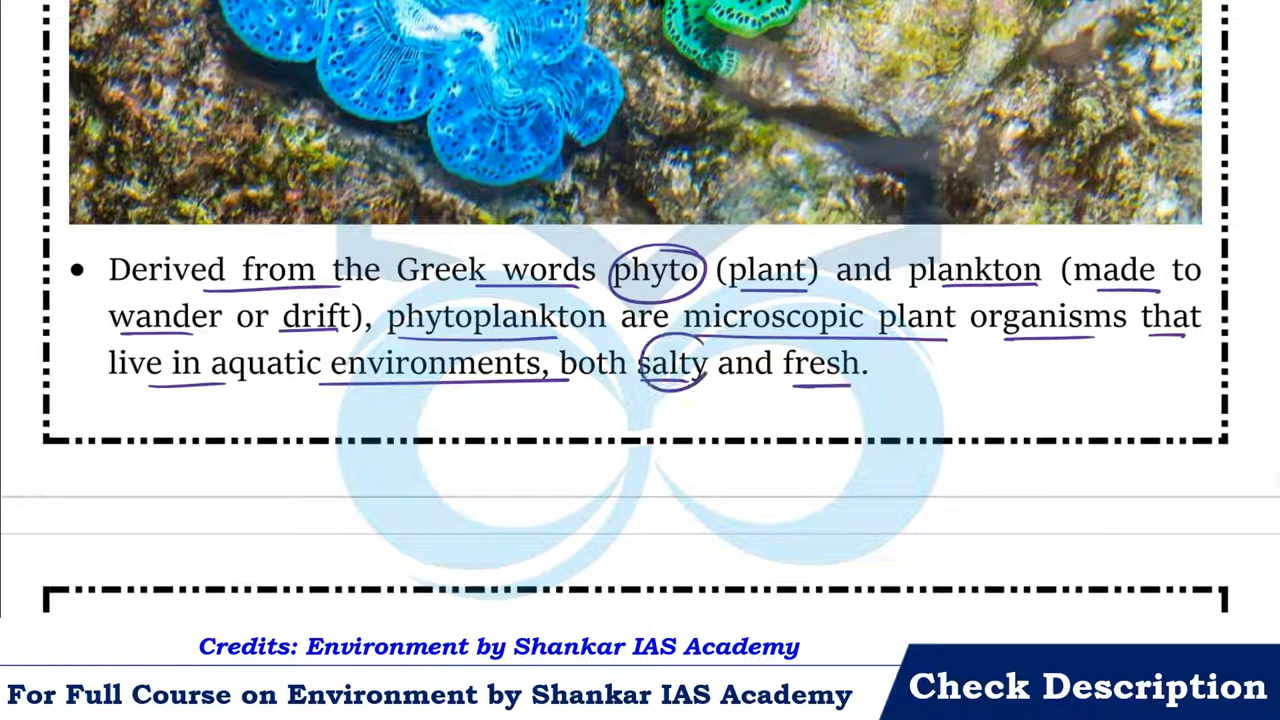 • Derived from the Greek words phyto (plant) and plankton (made to
wander or drift), phytoplankton are microscopic plant organisms that
live in aquatic environments, both salty and fresh.
Credits: Environment by Shankar IAS Academy
For Full Course on Environment by Shankar IAS Academy
Check Description